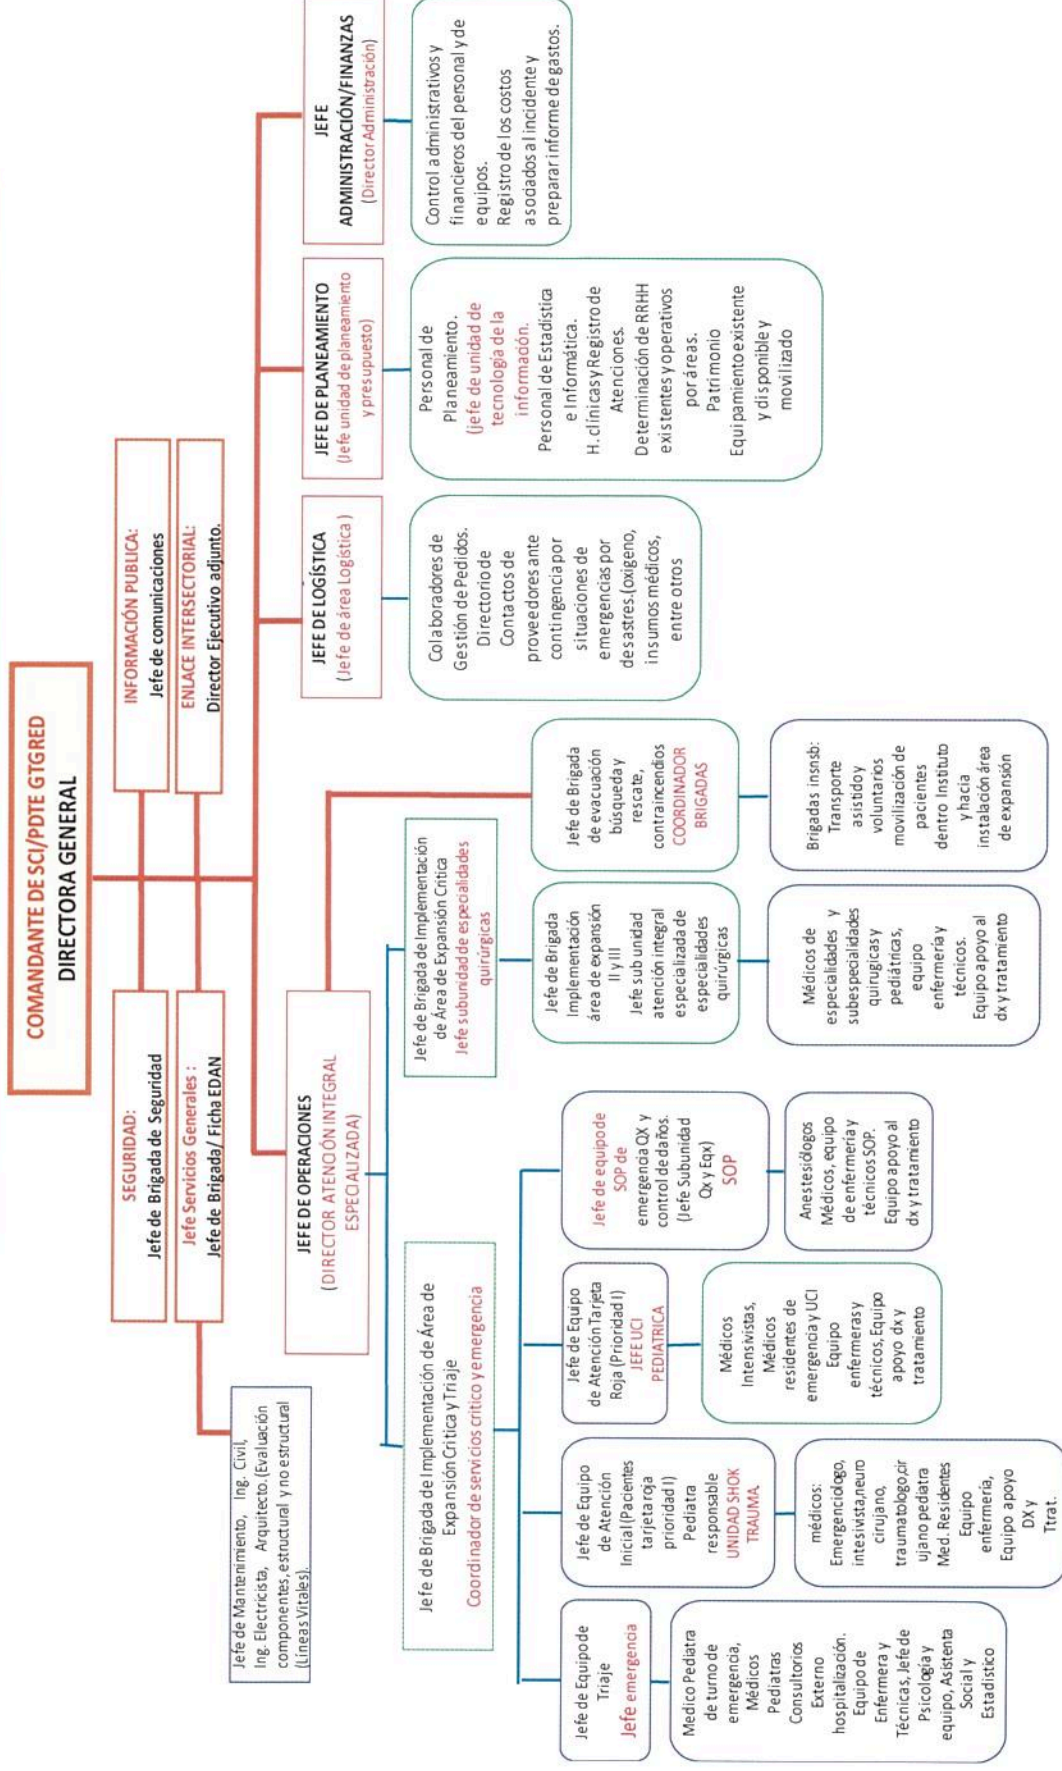 COMANDANTE DE SCI/PDTE GTGRED
DIRECTORA GENERAL
SEGURIDAD:
Jefe de Brigada de Seguridad
Jefe Servicios Generales :
Jefe de Brigada/ Ficha EDAN
INFORMACIÓN PUBLICA:
Jefe de comunicaciones
ENLACE INTERSECTORIAL:
Director Ejecutivo adjunto.
Jefe de Mantenimiento, Ing. Civil,
Ing. Electricista, Arquitecto.(Evaluación
componentes, estructural y no estructural
(Líneas Vitales).
JEFE DE OPERACIONES
(DIRECTOR ATENCIÓN INTEGRAL
ESPECIALIZADA)
JEFE DE LOGÍSTICA
(Jefe de área Logística )
JEFE DE PLANEAMIENTO
(Jefe unidad de planeamiento
y presupuesto)
JEFE
ADMINISTRACIÓN/FINANZAS
(Director Administración)
Jefe de Brigada de Implementación de Área de
Expansión Critica y Triaje
Coordinador de servicios critico y emergencia
Jefe de Brigada de Implementación
de Área de Expansión Critica
Jefe subunidad de especialidades
quirúrgicas
Colaboradores de
Gestión de Pedidos.
Directorio de
Contactos de
proveedores ante
contingencia por
situaciones de
emergencias por
desastres.(oxigeno,
insumos médicos,
entre otros
Personal de
Planeamiento.
(jefe de unidad de
tecnología de la
información.
Personal de Estadística
e Informática.
H. clínicas y Registro de
Atenciones.
Determinación de RRHH
existentes y operativos
por áreas.
Patrimonio
Equipamiento existente
y disponible y
movilizado
Control administrativos y
financieros del personal y de
equipos.
Registro de los costos
asociados al incidente y
preparar informe de gastos.
Jefe de Equipo de
Triaje
Jefe emergencia
Jefe de Equipo
de Atención
Inicial (Pacientes
tarjeta roja
prioridad I)
Pediatra
responsable
UNIDAD SHOK
TRAUMA.
Jefe de Equipo
de Atención Tarjeta
Roja (Prioridad I)
JEFE UCI
PEDIATRICA
Jefe de equipo de
SOP de
emergencia QX y
control de daños.
(Jefe Subunidad
Qx y Eqx)
SOP
Jefe de Brigada
Implementación
área de expansión
II y III
Jefe sub unidad
atención integral
especializada de
especialidades
quirúrgicas
Jefe de Brigada
de evacuación
búsqueda y
rescate,
contraincendios
COORDINADOR
BRIGADAS
Medico Pediatra
de turno de
emergencia,
Médicos
Pediatras
Consultorios
Externo
hospitalización.
Equipo de
Enfermera y
Técnicas, Jefe de
Psicología y
equipo, Asistenta
Social y
Estadístico
médicos:
Emergenciologo,
intesivista,neuro
cirujano,
traumatologo,cir
ujano pediatra
Med. Residentes
Equipo
enfermería,
Equipo apoyo
DX y
Ttrat.
Médicos
Intensivistas,
Médicos
residentes de
emergencia y UCI
Equipo
enfermeras y
técnicos, Equipo
apoyo dx y
tratamiento
Anestesiólogos
Médicos, equipo
de enfermería y
técnicos SOP.
Equipo apoyo al
dx y tratamiento
Médicos de
especialidades y
subespecialidades
quirugicas y
pediátricas,
equipo
enfermería y
técnicos.
Equipo apoyo al
dx y tratamiento
Brigadas insnsb:
Transporte
asistido y
voluntarios
movilización de
pacientes
dentro Instituto
y hacia
instalación área
de expansión